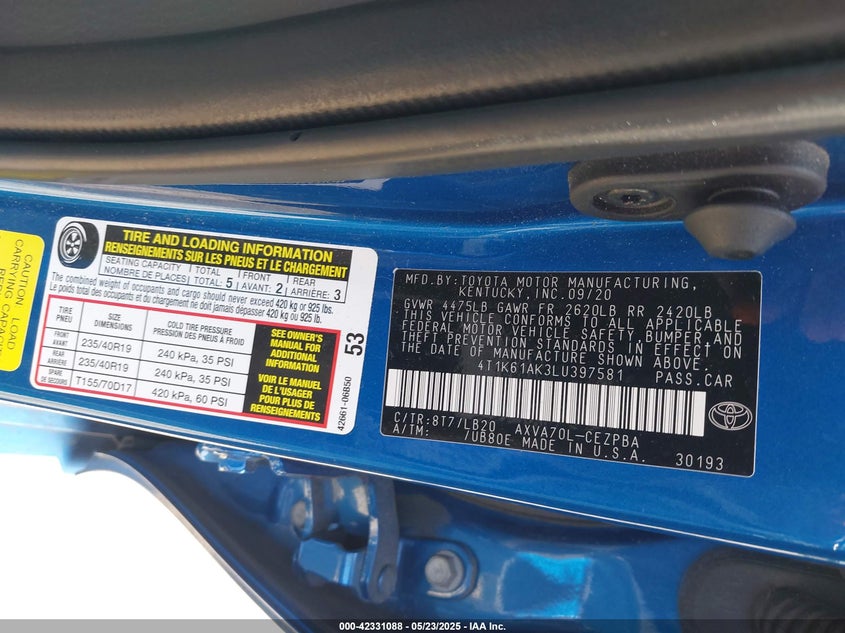 CAUTION: LOAD
CARRYING CAPAC
TIRE AND LOADING INFORMATION
RENSEIGNEMENTS SUR LES PNEUS ET LE CHARGEMENT
SEATING CAPACITY
NOMBRE DE PLACES
TOTAL
TOTAL : 5
FRONT
AVANT : 2
REAR
ARRIÈRE : 3
The combined weight of occupants and cargo should never exceed 420 kg or 925 lbs.
Le poids total des occupants et du chargement ne doit jamais dépasser 420 kg ou 925 lb.
TIRE
PNEU
SIZE
DIMENSIONS
COLD TIRE PRESSURE
PRESSION DES PNEUS À FROID
FRONT
AVANT
235/40R19
240 kPa, 35 PSI
REAR
ARRIÈRE
235/40R19
240 kPa, 35 PSI
SPARE
DE SECOURS
T155/70D17
420 kPa, 60 PSI
SEE OWNER'S
MANUAL FOR
ADDITIONAL
INFORMATION
VOIR LE MANUEL
DE L'USAGER
POUR PLUS DE
RENSEIGNEMENTS
53
42661-06B50
MFD.BY:TOYOTA MOTOR MANUFACTURING,
KENTUCKY, INC.09/20
GVWR 4475LB GAWR FR 2620LB RR 2420LB
THIS VEHICLE CONFORMS TO ALL APPLICABLE
FEDERAL MOTOR VEHICLE SAFETY, BUMPER, AND
THEFT PREVENTION STANDARDS IN EFFECT ON
THE DATE OF MANUFACTURE SHOWN ABOVE.
4T1K61AK3LU397581 PASS.CAR
C/TR:8T7/LB20 AXVA70L-CEZPBA
A/TM: /UB80E MADE IN U.S.A.
30193
000-42331088 - 05/23/2025 - IAA Inc.